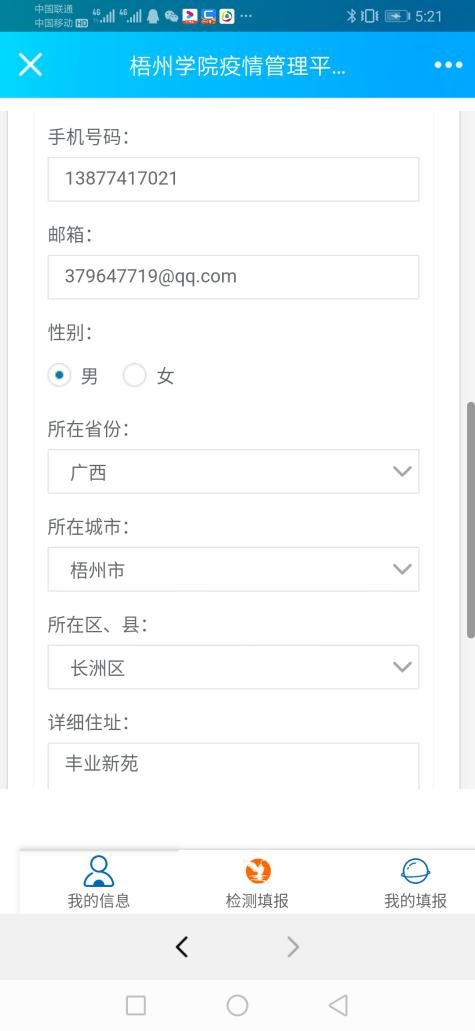 中国联通
中国移动 HD
4G
4G
5:21
梧州学院疫情管理平...
手机号码：
13877417021
邮箱：
379647719@qq.com
性别：
男 女
所在省份：
广西
所在城市：
梧州市
所在区、县：
长洲区
详细住址：
丰业新苑
我的信息 检测填报 我的填报